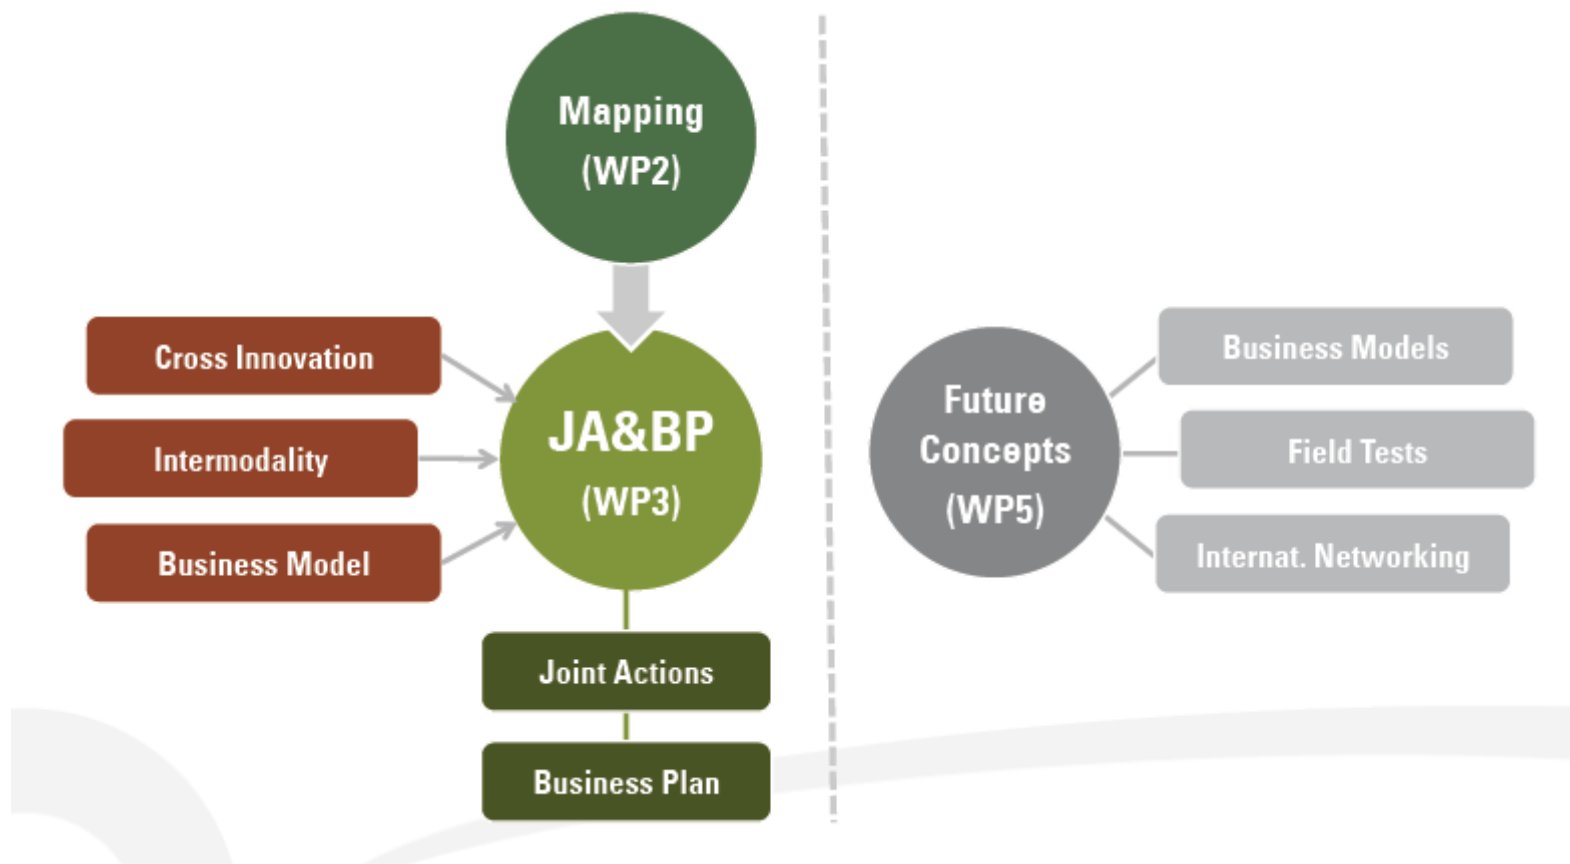 Mapping
(WP2)
Cross Innovation
Intermodality
Business Model
JA&BP
(WP3)
Joint Actions
Business Plan
Future
Concepts
(WP5)
Business Models
Field Tests
Internat. Networking